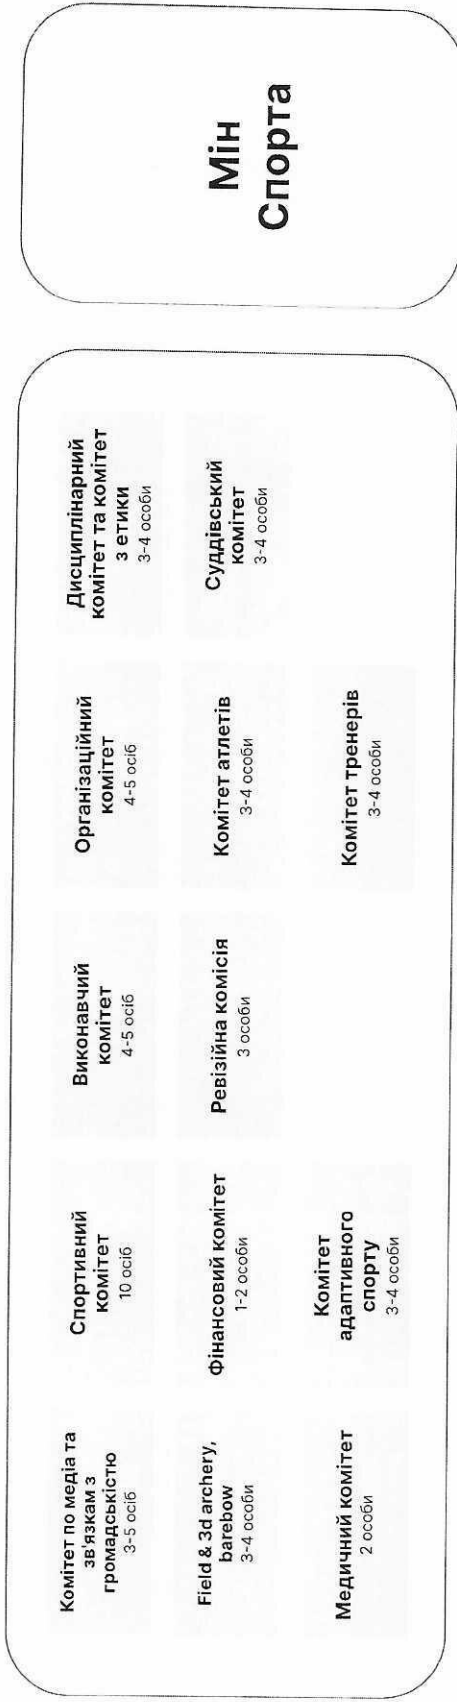 Комітет по медіа та
зв'язкам з
громадськістю
3-5 осіб
Спортивний
комітет
10 осіб
Виконавчий
комітет
4-5 осіб
Організаційний
комітет
4-5 осіб
Дисциплінарний
комітет та комітет
з етики
3-4 особи
Field & 3d archery,
barebow
3-4 особи
Фінансовий комітет
1-2 особи
Ревізійна комісія
3 особи
Комітет атлетів
3-4 особи
Суддівський
комітет
3-4 особи
Медичний комітет
2 особи
Комітет
адаптивного
спорту
3-4 особи
Комітет тренерів
3-4 особи
Мін
Спорта